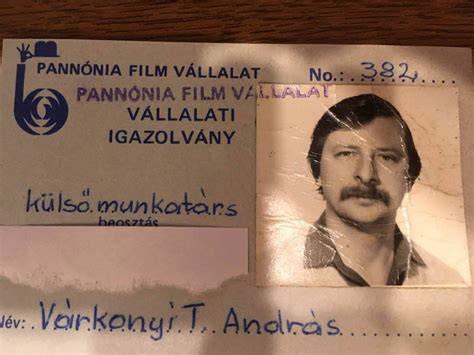 PANNÓNIA FILM VÁLLALAT No.: 382
PANNÓNIA FILM VÁLLALAT
VÁLLALATI
IGAZOLVÁNY
külső munkatárs
beosztás
Név: Várkonyi T. András